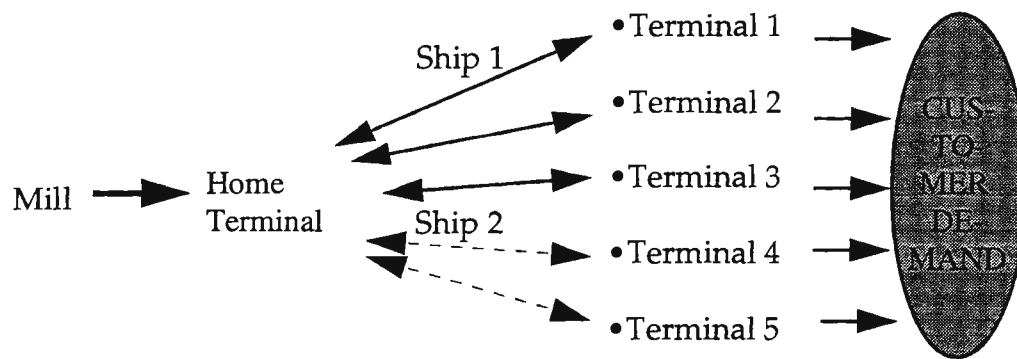 Ship 1
• Terminal 1
• Terminal 2
• Terminal 3
• Terminal 4
• Terminal 5
Mill
Home
Terminal
Ship 2
CUS-
TO-
MER
DE-
MAND